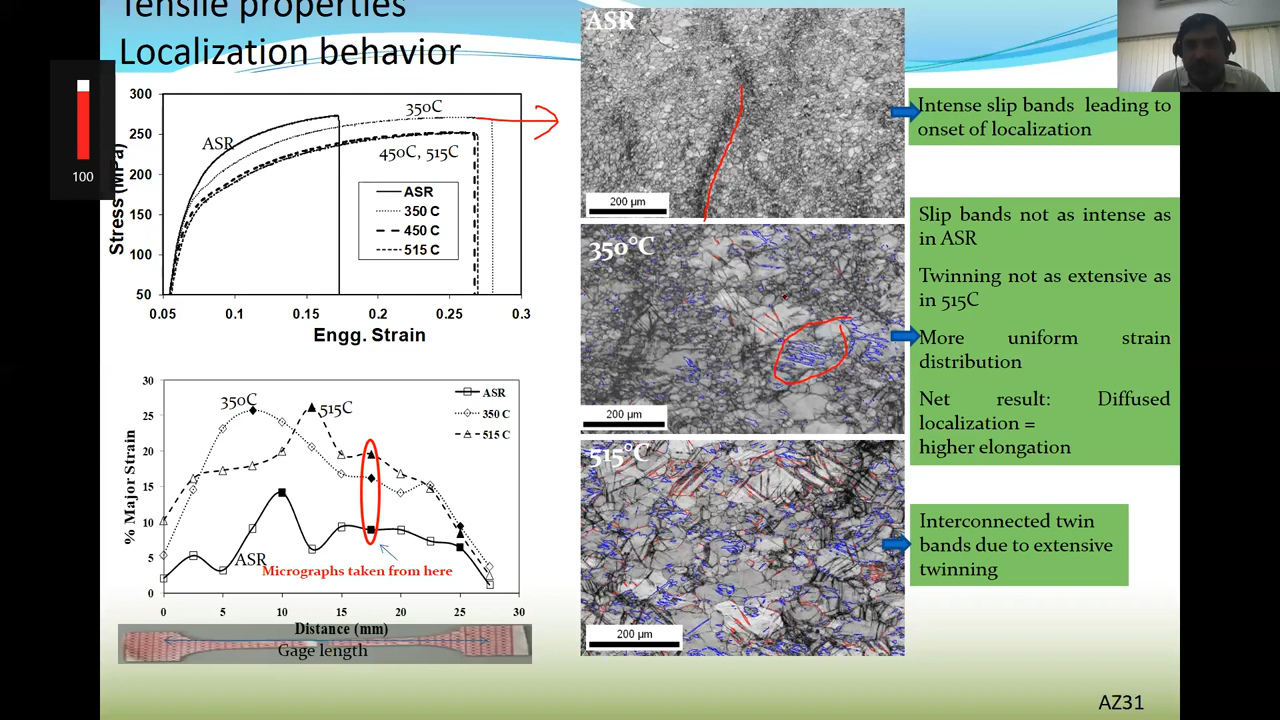 Tensile properties
Localization behavior
100
300
250
200
150
100
50
Stress (MPa)
0.05
0.1
0.15
0.2
0.25
0.3
Engg. Strain
ASR
350C
450C, 515C
ASR
350 C
450 C
515 C
30
25
20
15
10
5
0
% Major Strain
0
5
10
15
20
25
30
Distance (mm)
350C
515C
ASR
ASR
350 C
515 C
Micrographs taken from here
Gage length
ASR
200 µm
350°C
200 µm
515°C
200 µm
Intense slip bands leading to
onset of localization
Slip bands not as intense as
in ASR
Twinning not as extensive as
in 515C
More uniform strain
distribution
Net result: Diffused
localization =
higher elongation
Interconnected twin
bands due to extensive
twinning
AZ31